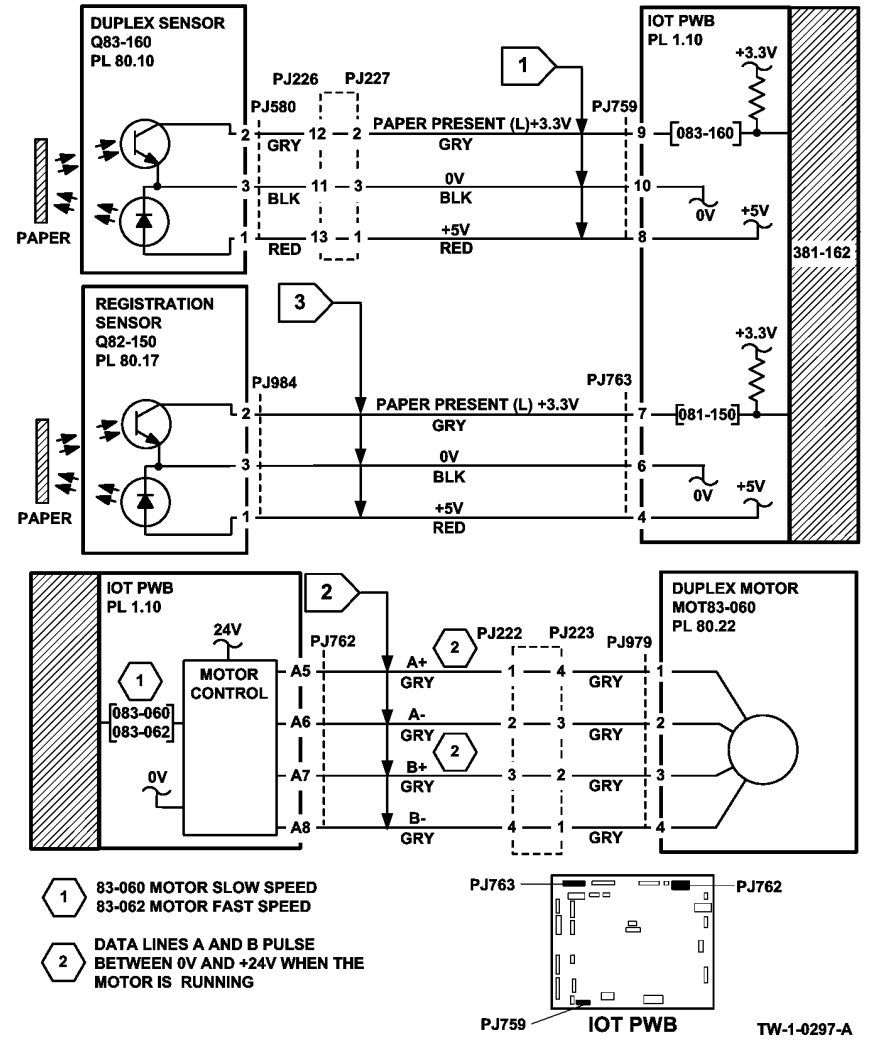 DUPLEX SENSOR
Q83-160
PL 80.10
PJ226 PJ227
PJ580
1
PJ759
IOT PWB
PL 1.10
+3.3V
2 12 2 PAPER PRESENT (L)+3.3V 9 083-160
GRY GRY
3 11 3 0V 10
BLK BLK
0V
+5V
1 13 1 +5V 8
RED RED
PAPER
381-162
REGISTRATION
SENSOR
Q82-150
PL 80.17
3
PJ984
PJ763
+3.3V
2 PAPER PRESENT (L) +3.3V 7 081-150
GRY
3 0V 6
BLK
0V
+5V
1 +5V 4
RED
PAPER
IOT PWB
PL 1.10
24V
MOTOR
CONTROL
1
083-060
083-062
0V
2
PJ762
PJ222 PJ223
PJ979
DUPLEX MOTOR
MOT83-060
PL 80.22
A5 A+ 2 1 4 1
GRY GRY
A6 A- 2 3 2
GRY GRY
A7 B+ 2 3 2 3
GRY GRY
A8 B- 4 1 4
GRY GRY
1 83-060 MOTOR SLOW SPEED
83-062 MOTOR FAST SPEED
2 DATA LINES A AND B PULSE
BETWEEN 0V AND +24V WHEN THE
MOTOR IS RUNNING
PJ763
PJ762
PJ759
IOT PWB
TW-1-0297-A